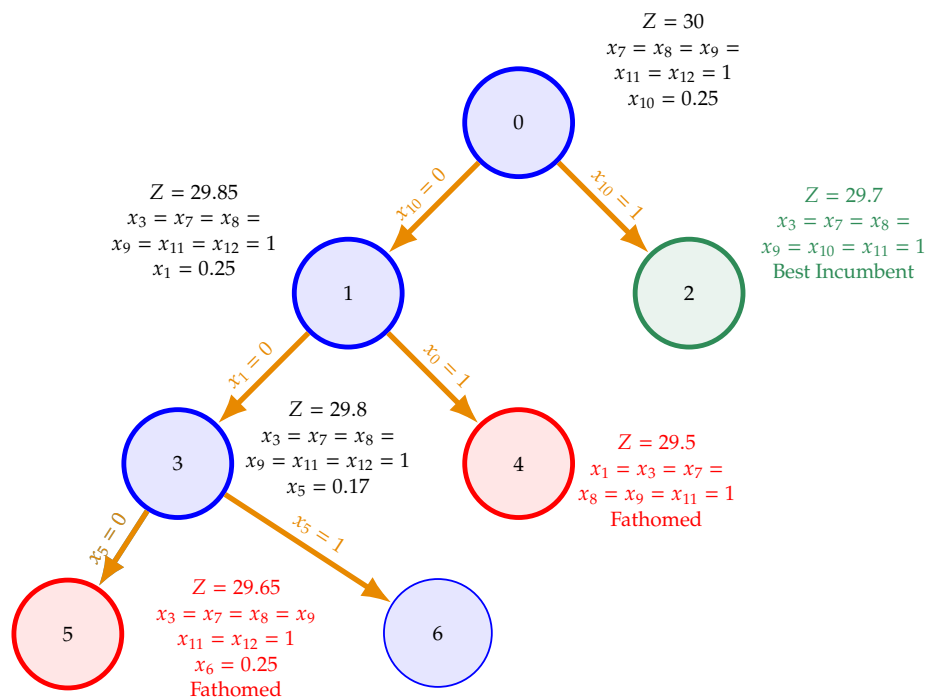 Z = 30
x₇ = x₈ = x₉ =
x₁₁ = x₁₂ = 1
x₁₀ = 0.25
0
x₁₀ = 0
x₁₀ = 1
Z = 29.85
x₃ = x₇ = x₈ =
x₉ = x₁₁ = x₁₂ = 1
x₁ = 0.25
1
Z = 29.7
x₃ = x₇ = x₈ =
x₉ = x₁₀ = x₁₁ = 1
Best Incumbent
2
x₁ = 0
x₀ = 1
3
Z = 29.8
x₃ = x₇ = x₈ =
x₉ = x₁₁ = x₁₂ = 1
x₅ = 0.17
4
Z = 29.5
x₁ = x₃ = x₇ =
x₈ = x₉ = x₁₁ = 1
Fathomed
x₅ = 0
x₅ = 1
5
Z = 29.65
x₃ = x₇ = x₈ = x₉
x₁₁ = x₁₂ = 1
x₆ = 0.25
Fathomed
6